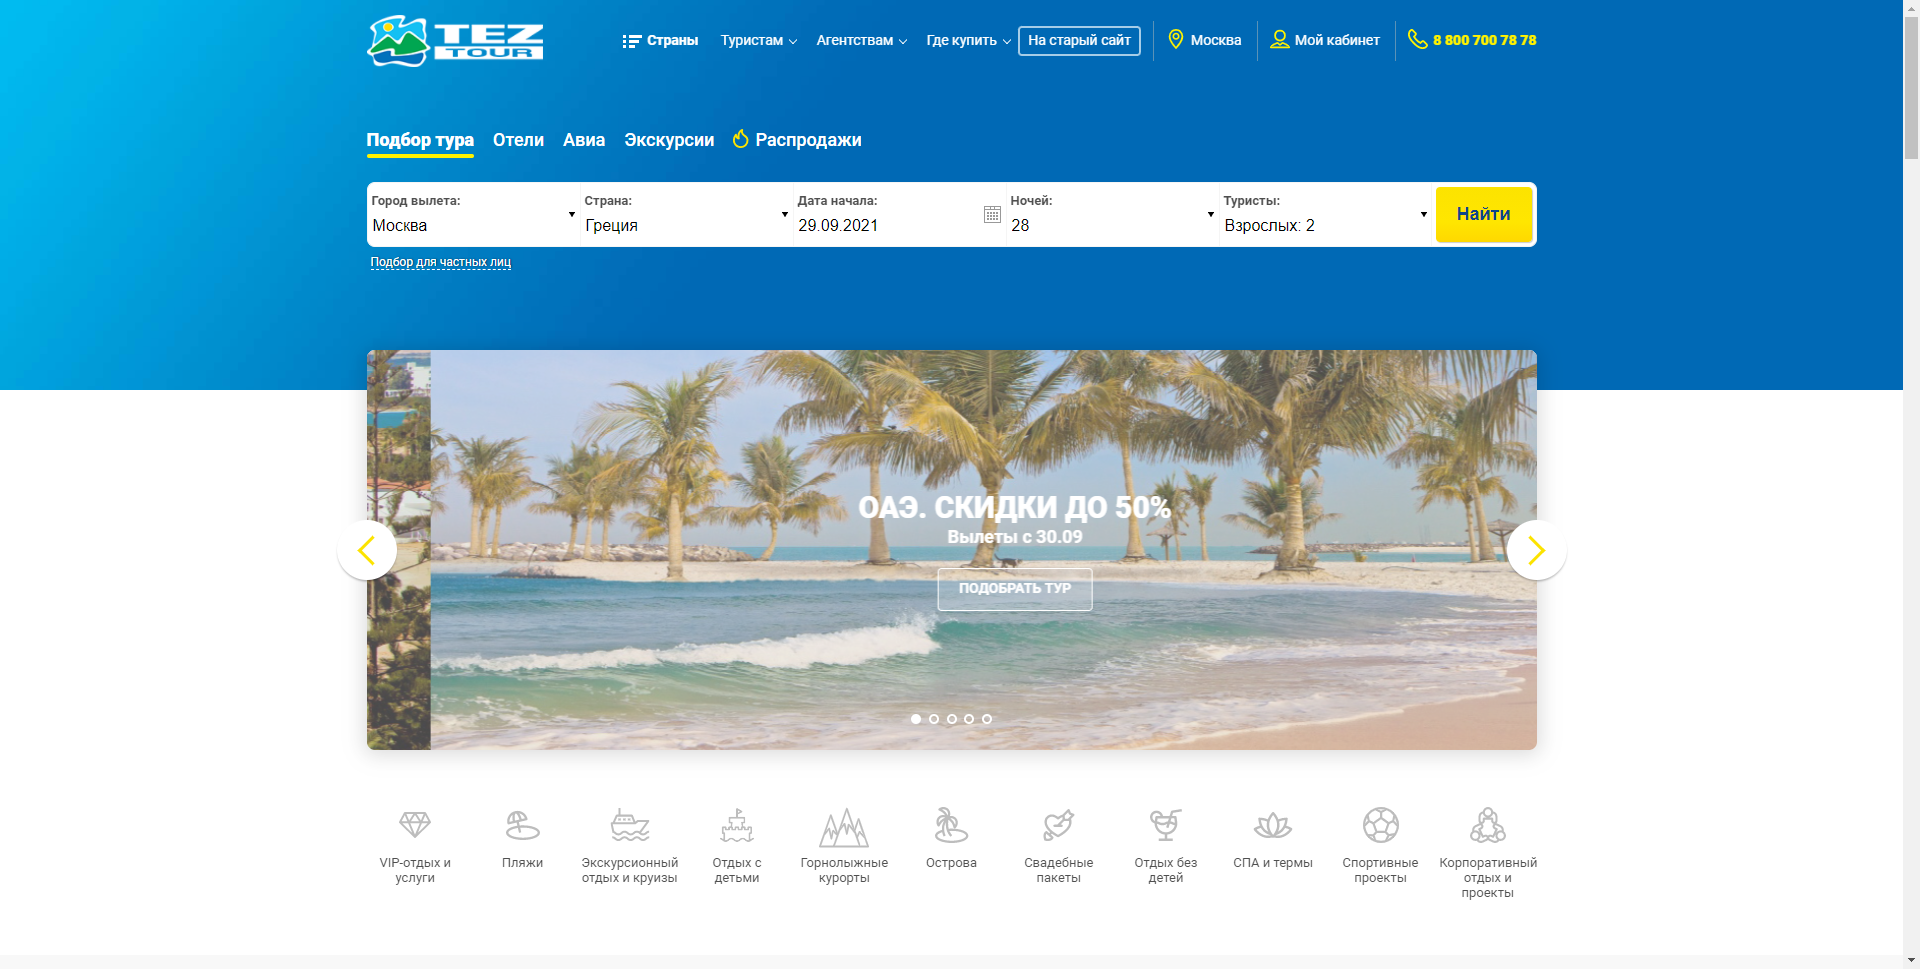 TEZ TOUR
Страны Туристам Агентствам Где купить На старый сайт Москва Мой кабинет 8 800 700 78 78
Подбор тура Отели Авиа Экскурсии Распродажи
Город вылета: Страна: Дата начала: Ночей: Туристы:
Москва Греция 29.09.2021 28 Взрослых: 2 Найти
Подбор для частных лиц
ОАЭ. СКИДКИ ДО 50%
Вылеты с 30.09
ПОДОБРАТЬ ТУР
VIP-отдых и услуги
Пляжи
Экскурсионный отдых и круизы
Отдых с детьми
Горнолыжные курорты
Острова
Свадебные пакеты
Отдых без детей
СПА и термы
Спортивные проекты
Корпоративный отдых и проекты